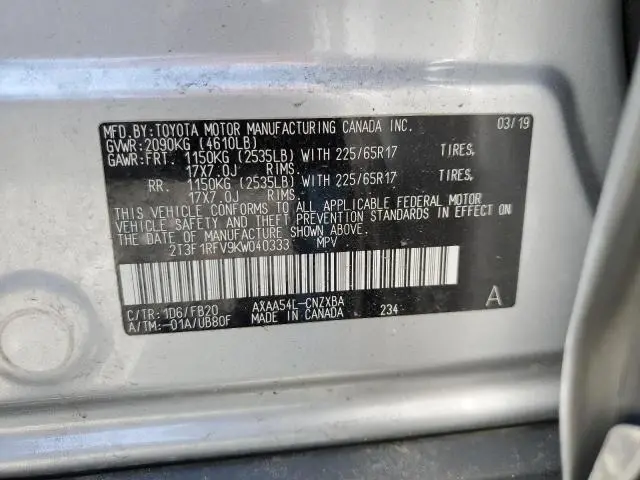 MFD.BY:TOYOTA MOTOR MANUFACTURING CANADA INC. 03/19
GVWR:2090KG (4610LB)
GAWR:FRT. 1150KG (2535LB) WITH 225/65R17 TIRES.
17X7.0J RIMS.
RR. 1150KG (2535LB) WITH 225/65R17 TIRES.
17X7.0J RIMS.
THIS VEHICLE CONFORMS TO ALL APPLICABLE FEDERAL MOTOR
VEHICLE SAFETY AND THEFT PREVENTION STANDARDS IN EFFECT ON
THE DATE OF MANUFACTURE SHOWN ABOVE.
2T3F1RFV9KW040333 MPV
C/TR:1D6/FB20 AXAA54L-CNZXBA A
A/TM:-01A/UB80F MADE IN CANADA 234